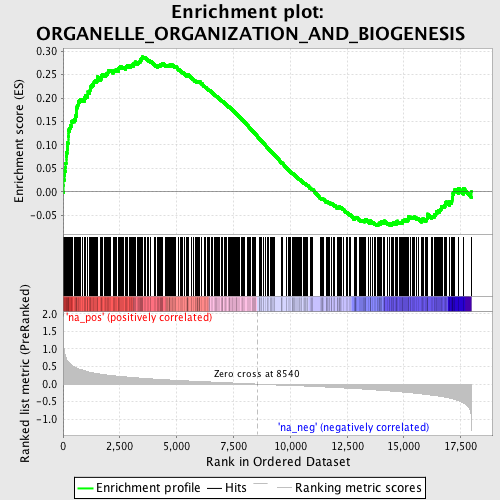 Enrichment plot:
ORGANELLE_ORGANIZATION_AND_BIOGENESIS
Enrichment score (ES)
0.30
0.25
0.20
0.15
0.10
0.05
0.00
-0.05
Ranked list metric (PreRanked)
2.0
1.5
1.0
0.5
0.0
-0.5
-1.0
'na_pos' (positively correlated)
Zero cross at 8540
'na_neg' (negatively correlated)
0 2,500 5,000 7,500 10,000 12,500 15,000 17,500
Rank in Ordered Dataset
Enrichment profile Hits Ranking metric scores